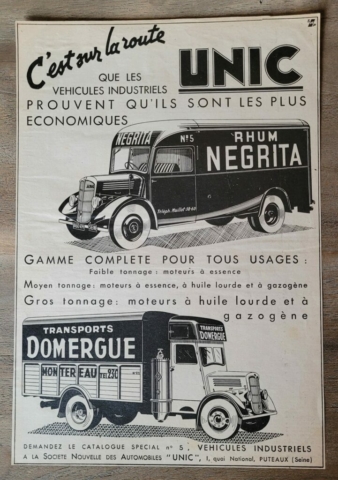 C'est sur la route
QUE LES
VEHICULES INDUSTRIELS
UNIC
PROUVENT QU'ILS SONT LES PLUS
ECONOMIQUES
NEGRITA
N°5
RHUM
NEGRITA
GAMME COMPLETE POUR TOUS USAGES :
Faible tonnage : moteurs à essence
Moyen tonnage : moteurs à essence, à huile lourde et à gazogène
Gros tonnage : moteurs à huile lourde et à
gazogène
TRANSPORTS
DOMERGUE
TRANSPORTS
DOMERGUE
MONTEREAU TEL 230
DEMANDEZ LE CATALOGUE SPECIAL N° 5, VEHICULES INDUSTRIELS
A LA SOCIETE NOUVELLE DES AUTOMOBILES "UNIC", 1, quai National, PUTEAUX (Seine)